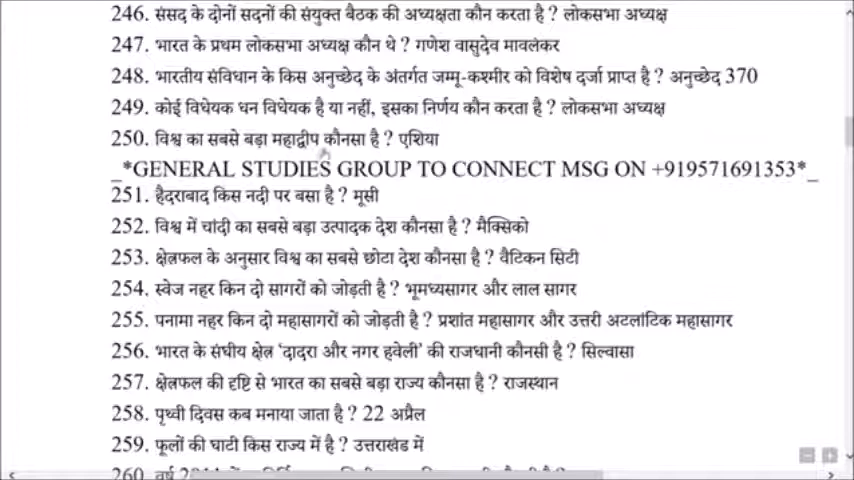 246. संसद के दोनों सदनों की संयुक्त बैठक की अध्यक्षता कौन करता है ? लोकसभा अध्यक्ष
247. भारत के प्रथम लोकसभा अध्यक्ष कौन थे ? गणेश वासुदेव मावलंकर
248. भारतीय संविधान के किस अनुच्छेद के अंतर्गत जम्मू-कश्मीर को विशेष दर्जा प्राप्त है ? अनुच्छेद 370
249. कोई विधेयक धन विधेयक है या नहीं, इसका निर्णय कौन करता है ? लोकसभा अध्यक्ष
250. विश्व का सबसे बड़ा महाद्वीप कौनसा है ? एशिया
_*GENERAL STUDIES GROUP TO CONNECT MSG ON +919571691353*_
251. हैदराबाद किस नदी पर बसा है ? मूसी
252. विश्व में चांदी का सबसे बड़ा उत्पादक देश कौनसा है ? मैक्सिको
253. क्षेत्रफल के अनुसार विश्व का सबसे छोटा देश कौनसा है ? वैटिकन सिटी
254. स्वेज नहर किन दो सागरों को जोड़ती है ? भूमध्यसागर और लाल सागर
255. पनामा नहर किन दो महासागरों को जोड़ती है ? प्रशांत महासागर और उत्तरी अटलांटिक महासागर
256. भारत के संघीय क्षेत्र ‘दादरा और नगर हवेली’ की राजधानी कौनसी है ? सिल्वासा
257. क्षेत्रफल की दृष्टि से भारत का सबसे बड़ा राज्य कौनसा है ? राजस्थान
258. पृथ्वी दिवस कब मनाया जाता है ? 22 अप्रैल
259. फूलों की घाटी किस राज्य में है ? उत्तराखंड में
260. वर्ष